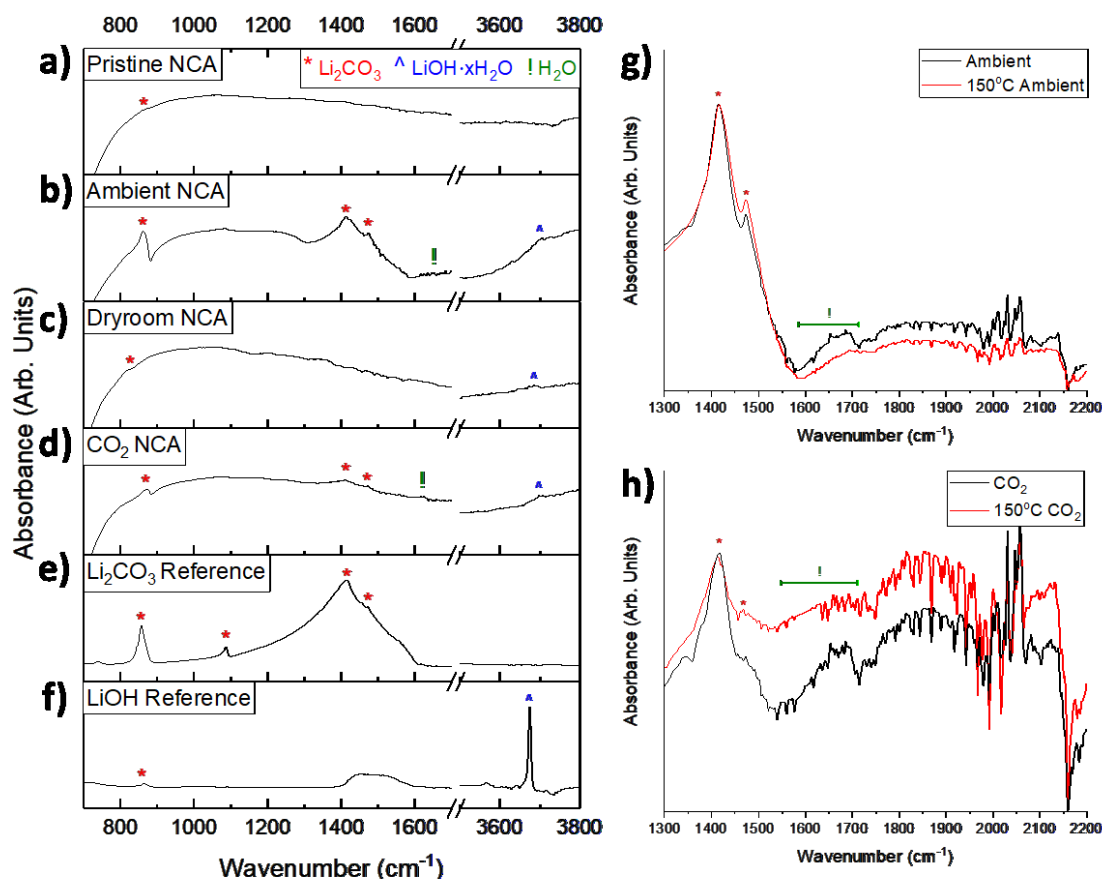 800 1000 1200 1400 1600 3600 3800
a) Pristine NCA
* Li₂CO₃ ^ LiOH·xH₂O ! H₂O
*
b) Ambient NCA
* * * ! ^
c) Dryroom NCA
* ^
d) CO₂ NCA
* * * ! ^
e) Li₂CO₃ Reference
* * * *
f) LiOH Reference
* ^
800 1000 1200 1400 1600 3600 3800
Wavenumber (cm⁻¹)
Absorbance (Arb. Units)
g)
Ambient
150°C Ambient
* * !
Absorbance (Arb. Units)
1300 1400 1500 1600 1700 1800 1900 2000 2100 2200
Wavenumber (cm⁻¹)
h)
CO₂
150°C CO₂
* * !
Absorbance (Arb. Units)
1300 1400 1500 1600 1700 1800 1900 2000 2100 2200
Wavenumber (cm⁻¹)